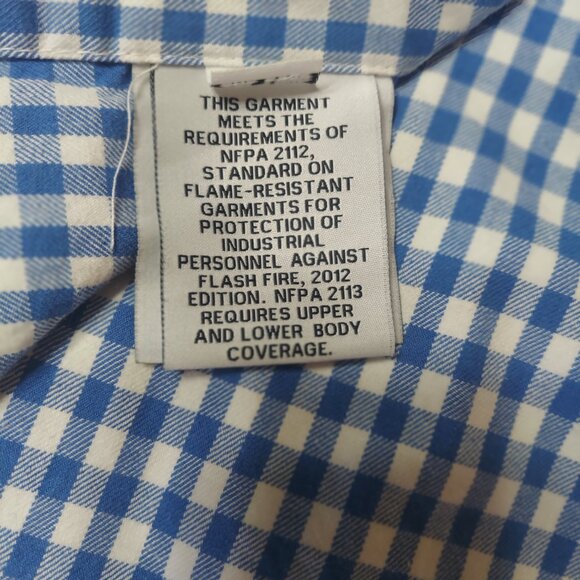 THIS GARMENT
MEETS THE
REQUIREMENTS OF
NFPA 2112,
STANDARD ON
FLAME-RESISTANT
GARMENTS FOR
PROTECTION OF
INDUSTRIAL
PERSONNEL AGAINST
FLASH FIRE, 2012
EDITION. NFPA 2113
REQUIRES UPPER
AND LOWER BODY
COVERAGE.